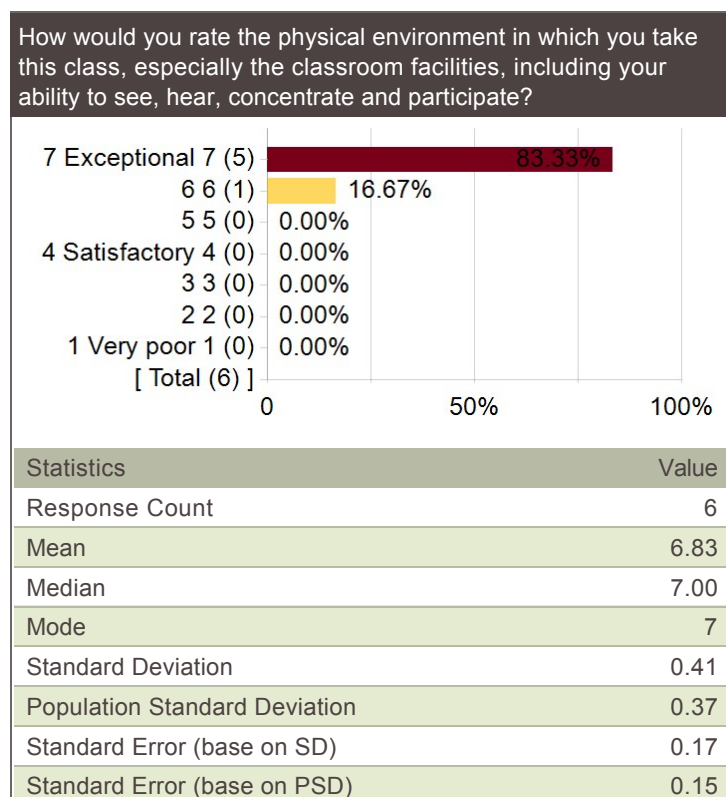 How would you rate the physical environment in which you take
this class, especially the classroom facilities, including your
ability to see, hear, concentrate and participate?
7 Exceptional 7 (5) 83.33%
6 6 (1) 16.67%
5 5 (0) 0.00%
4 Satisfactory 4 (0) 0.00%
3 3 (0) 0.00%
2 2 (0) 0.00%
1 Very poor 1 (0) 0.00%
[ Total (6) ]
0 50% 100%
Statistics Value
Response Count 6
Mean 6.83
Median 7.00
Mode 7
Standard Deviation 0.41
Population Standard Deviation 0.37
Standard Error (base on SD) 0.17
Standard Error (base on PSD) 0.15